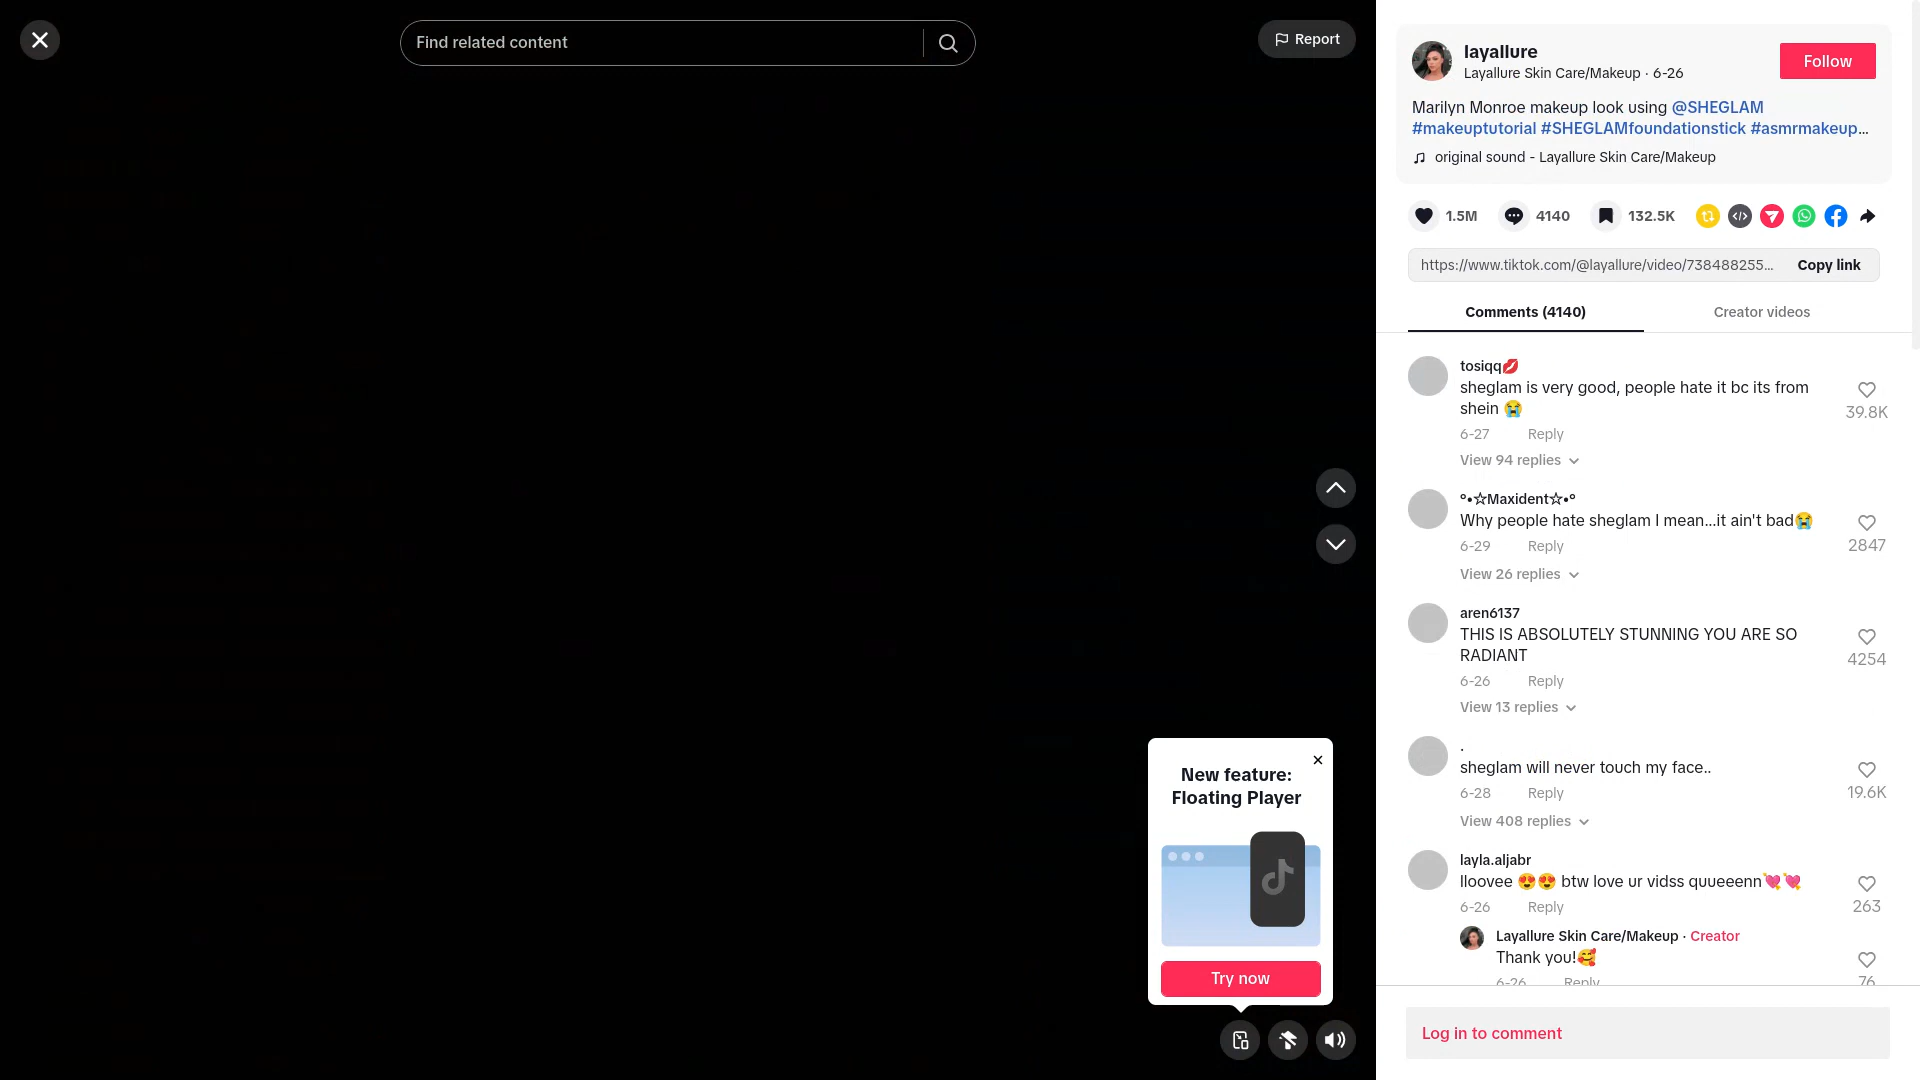 Find related content
Report
layallure
Layallure Skin Care/Makeup · 6-26
Follow
Marilyn Monroe makeup look using @SHEGLAM
#makeuptutorial #SHEGLAMfoundationstick #asmrmakeup...
original sound - Layallure Skin Care/Makeup
1.5M
4140
132.5K
https://www.tiktok.com/@layallure/video/738488255...
Copy link
Comments (4140)
Creator videos
tosiqq💋
sheglam is very good, people hate it bc its from
shein 😭
39.8K
6-27 Reply
View 94 replies
°•☆Maxident☆•°
Why people hate sheglam I mean...it ain't bad😭
2847
6-29 Reply
View 26 replies
aren6137
THIS IS ABSOLUTELY STUNNING YOU ARE SO
RADIANT
4254
6-26 Reply
View 13 replies
.
sheglam will never touch my face..
19.6K
6-28 Reply
View 408 replies
layla.aljabr
lloovee 😍😍 btw love ur vidss quueeenn💘💘
263
6-26 Reply
Layallure Skin Care/Makeup · Creator
Thank you!🥰
76
6-26 Reply
Log in to comment
New feature:
Floating Player
Try now